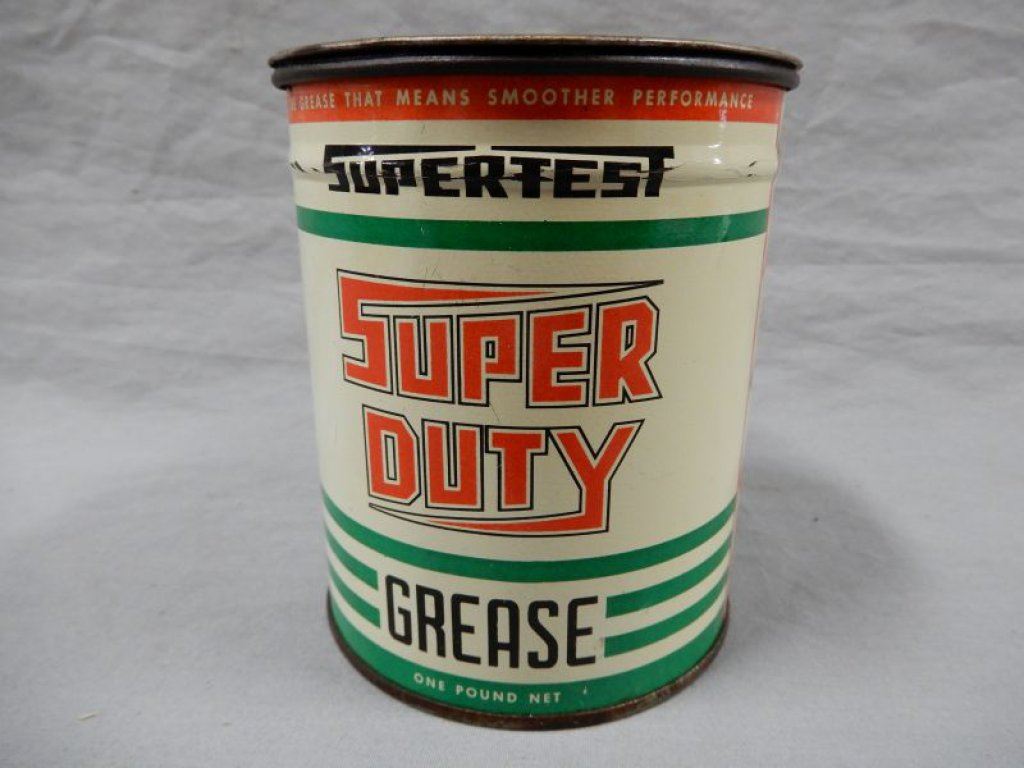 GREASE THAT MEANS SMOOTHER PERFORMANCE
SUPERTEST
SUPER
DUTY
GREASE
ONE POUND NET